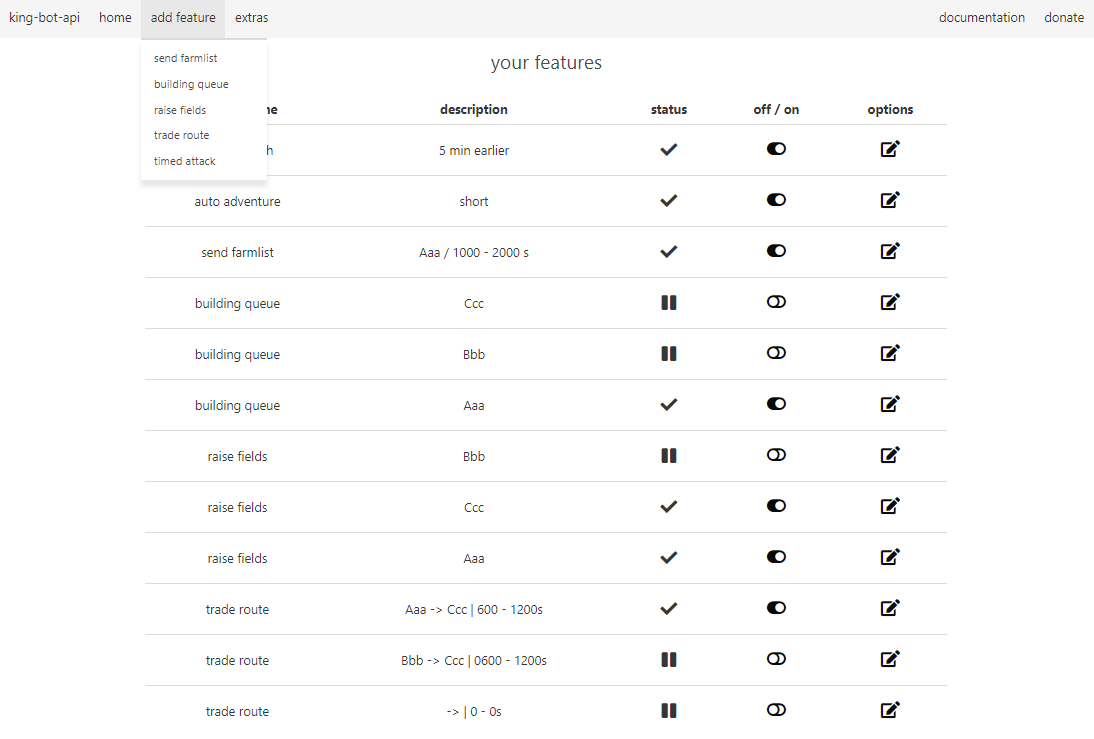 king-bot-api home add feature extras documentation donate
send farmlist
building queue
raise fields
trade route
timed attack
your features
description status off / on options
5 min earlier
auto adventure short
send farmlist Aaa / 1000 - 2000 s
building queue Ccc
building queue Bbb
building queue Aaa
raise fields Bbb
raise fields Ccc
raise fields Aaa
trade route Aaa -> Ccc | 600 - 1200s
trade route Bbb -> Ccc | 0600 - 1200s
trade route -> | 0 - 0s